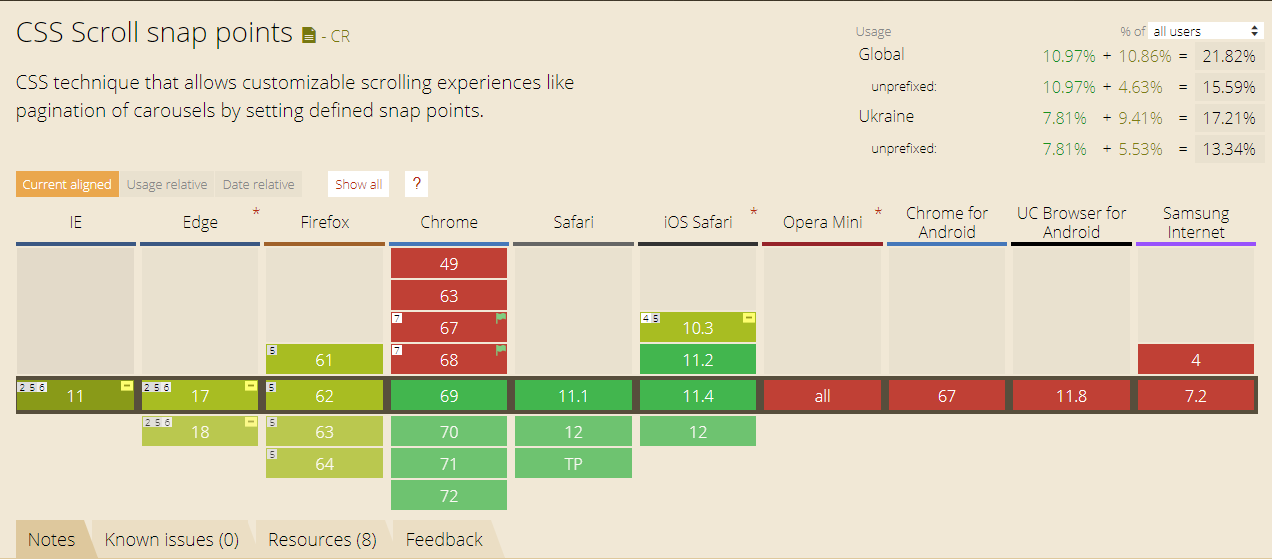 CSS Scroll snap points - CR
CSS technique that allows customizable scrolling experiences like
pagination of carousels by setting defined snap points.
Usage % of all users
Global 10.97% + 10.86% = 21.82%
unprefixed: 10.97% + 4.63% = 15.59%
Ukraine 7.81% + 9.41% = 17.21%
unprefixed: 7.81% + 5.53% = 13.34%
Current aligned Usage relative Date relative Show all ?
IE Edge * Firefox Chrome Safari iOS Safari * Opera Mini * Chrome for Android UC Browser for Android Samsung Internet
49
63
7 67 4 5 10.3
5 61 7 68 11.2 4
2 5 6 11 2 5 6 17 5 62 69 11.1 11.4 all 67 11.8 7.2
2 5 6 18 5 63 70 12 12
5 64 71 TP
72
Notes Known issues (0) Resources (8) Feedback